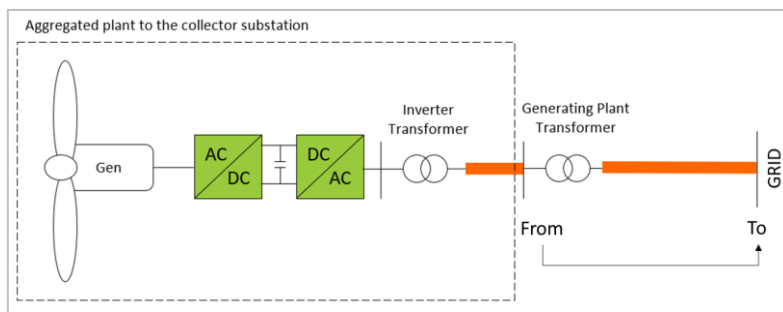 Aggregated plant to the collector substation
Inverter
Transformer
Generating Plant
Transformer
Gen
AC
DC
DC
AC
GRID
From
To